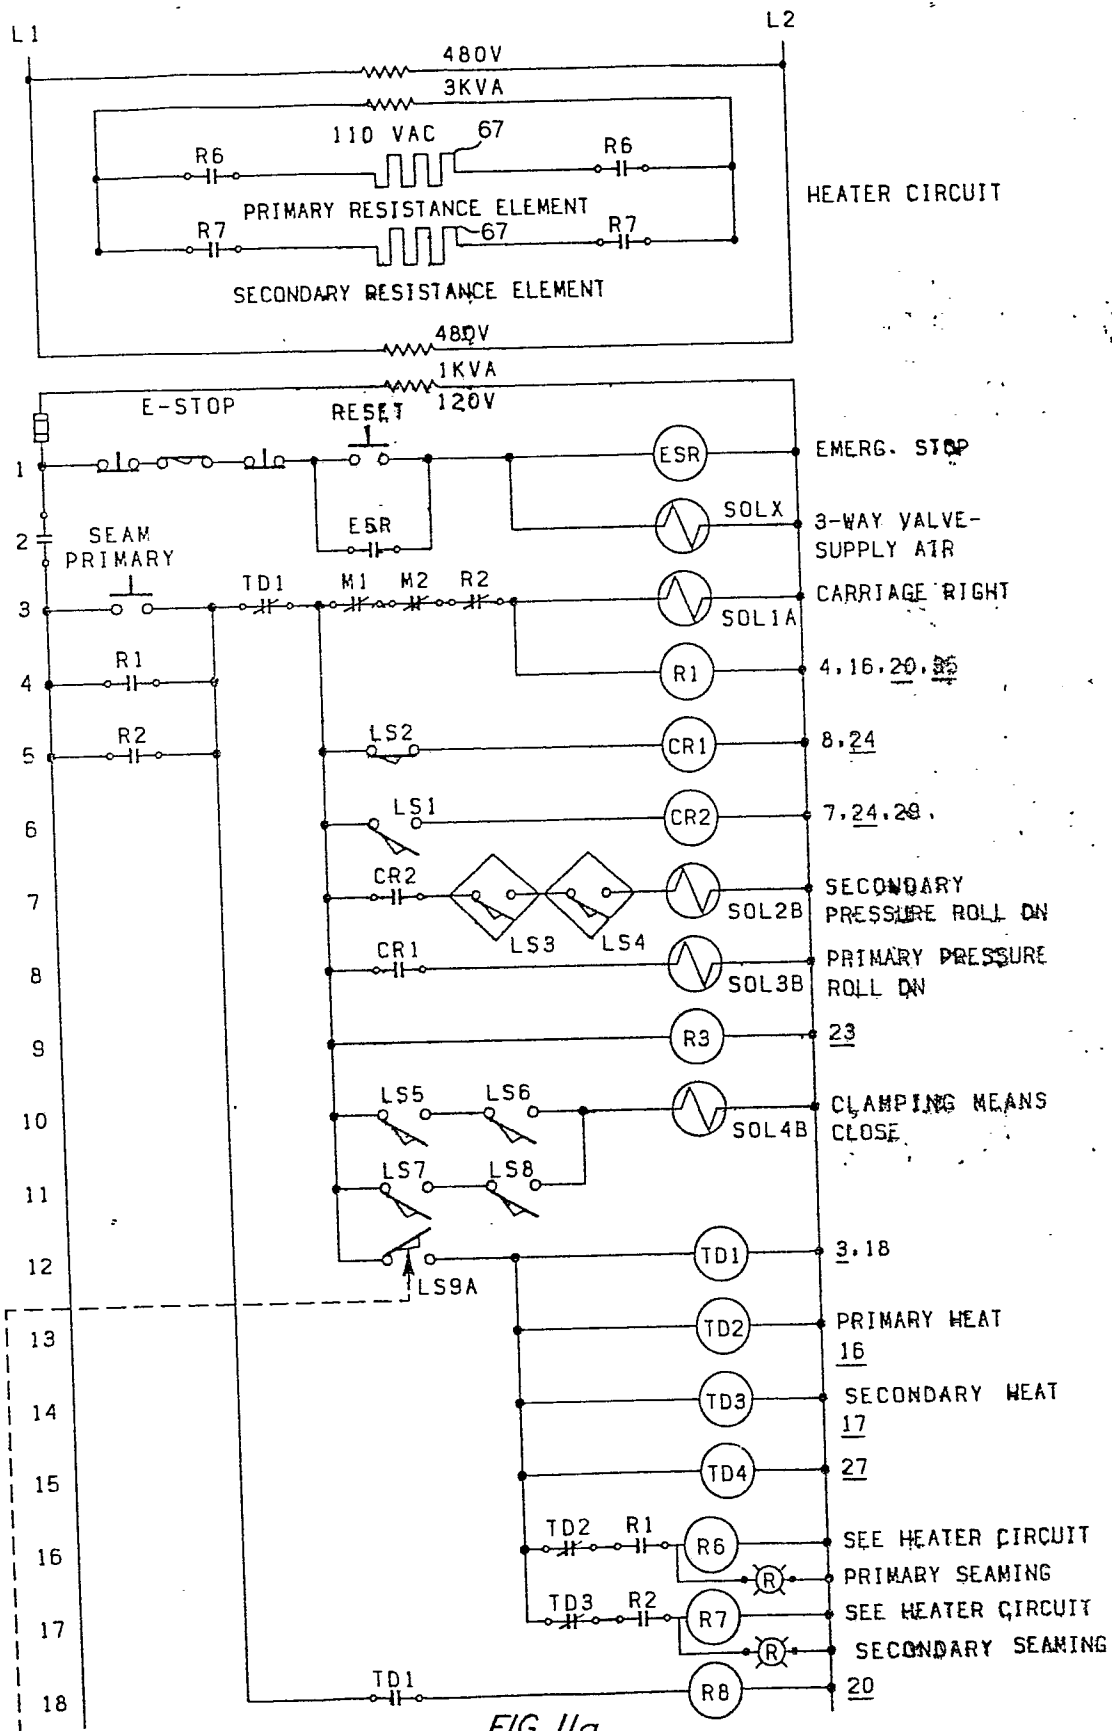 L1 L2
480V
3KVA
110 VAC 67
R6 R6
HEATER CIRCUIT
PRIMARY RESISTANCE ELEMENT
R7 67 R7
SECONDARY RESISTANCE ELEMENT
480V
1KVA
E-STOP RESET 120V
1 ESR EMERG. STOP
SOLX 3-WAY VALVE-
SUPPLY AIR
2 ESR
SEAM
PRIMARY
3 TD1 M1 M2 R2 SOL1A CARRIAGE RIGHT
4 R1 R1 4,16,20,
5 R2 LS2 CR1 8,24
6 LS1 CR2 7,24,28.
7 CR2 LS3 LS4 SOL2B SECONDARY
PRESSURE ROLL DN
8 CR1 SOL3B PRIMARY PRESSURE
ROLL DN
9 R3 23
10 LS5 LS6 SOL4B CLAMPING MEANS
CLOSE
11 LS7 LS8
12 LS9A TD1 3,18
13 TD2 PRIMARY HEAT
16
14 TD3 SECONDARY HEAT
17
15 TD4 27
16 TD2 R1 R6 SEE HEATER CIRCUIT
R PRIMARY SEAMING
17 TD3 R2 R7 SEE HEATER CIRCUIT
R SECONDARY SEAMING
18 TD1 R8 20
FIG. 11a